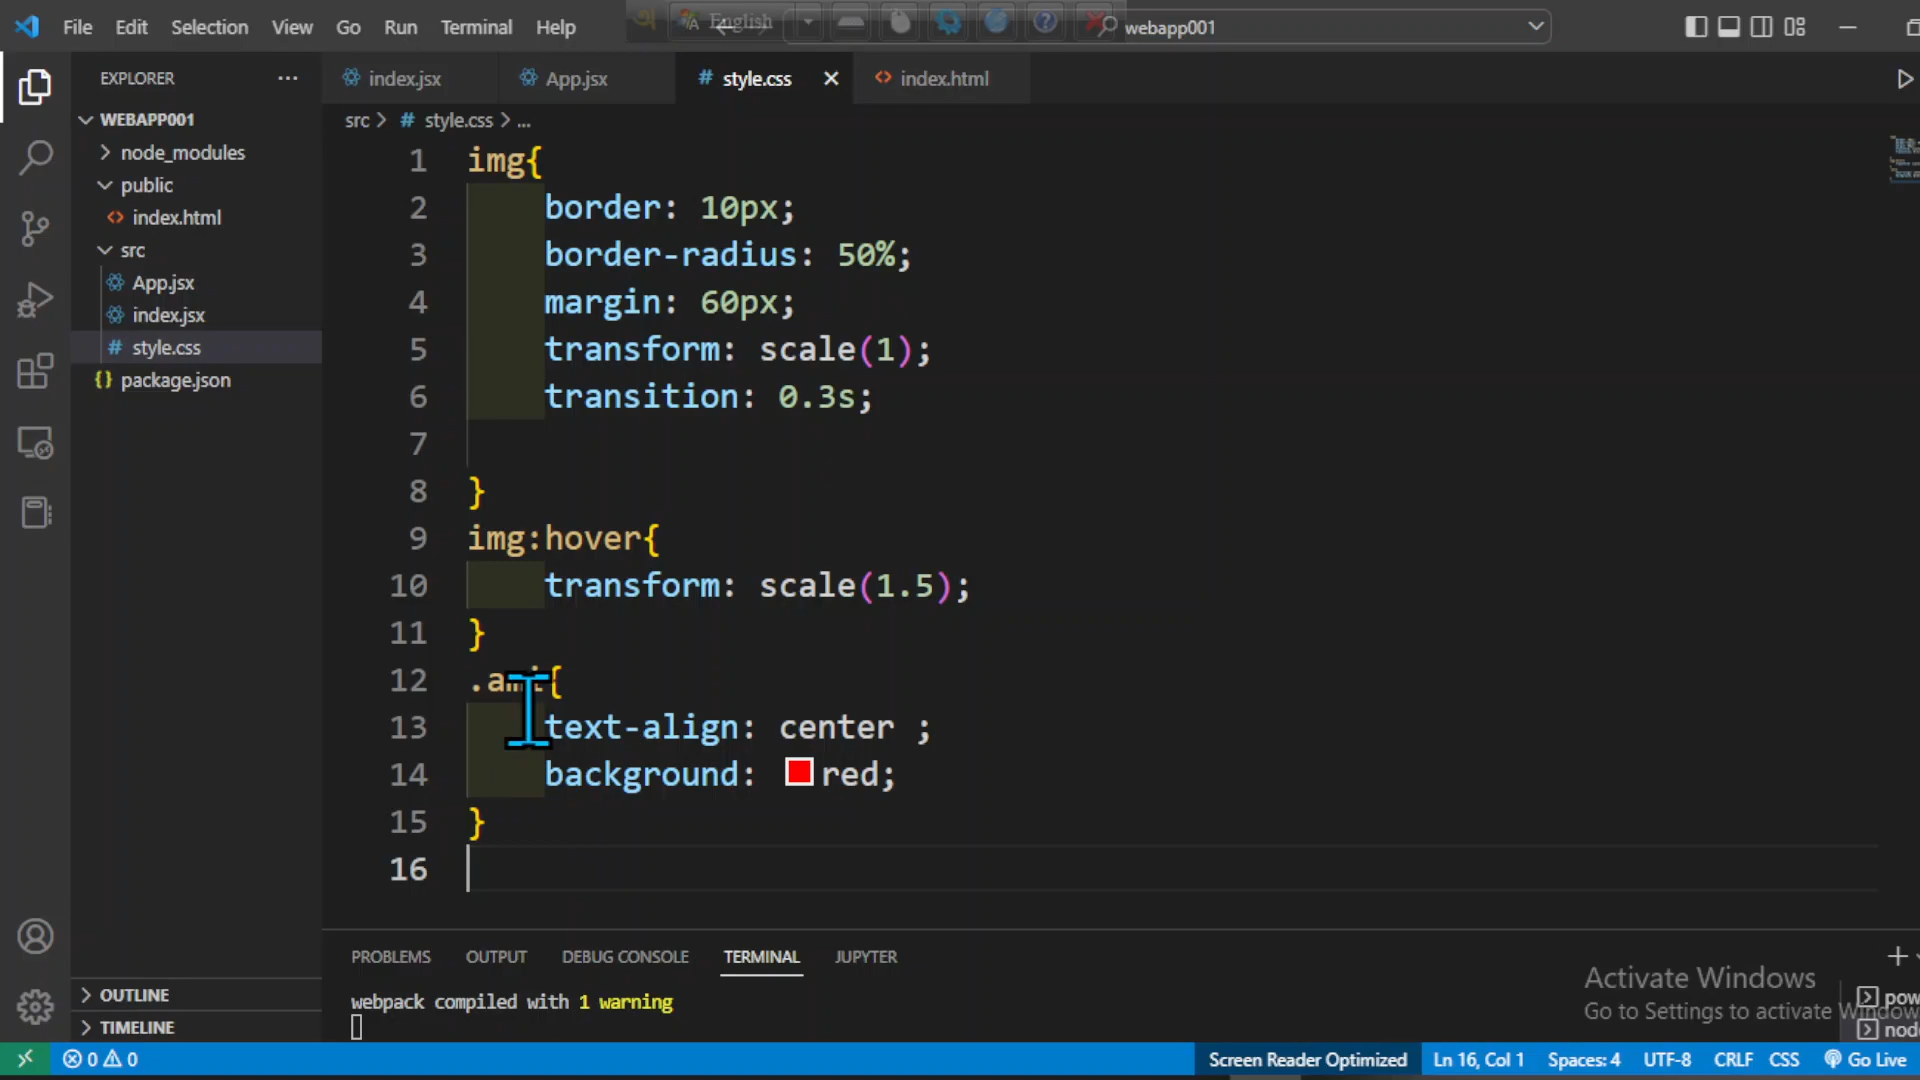 File Edit Selection View Go Run Terminal Help English webapp001
EXPLORER ...
index.jsx App.jsx # style.css index.html
WEBAPP001
src > # style.css > ...
node_modules
public
index.html
src
App.jsx
index.jsx
# style.css
{} package.json
1 img{
2 border: 10px;
3 border-radius: 50%;
4 margin: 60px;
5 transform: scale(1);
6 transition: 0.3s;
7
8 }
9 img:hover{
10 transform: scale(1.5);
11 }
12 {
13 text-align: center ;
14 background: red;
15 }
16
OUTLINE
TIMELINE
PROBLEMS OUTPUT DEBUG CONSOLE TERMINAL JUPYTER
webpack compiled with 1 warning
Activate Windows
Go to Settings to activate Windows
pow
node
0 0 Screen Reader Optimized Ln 16, Col 1 Spaces: 4 UTF-8 CRLF CSS Go Live